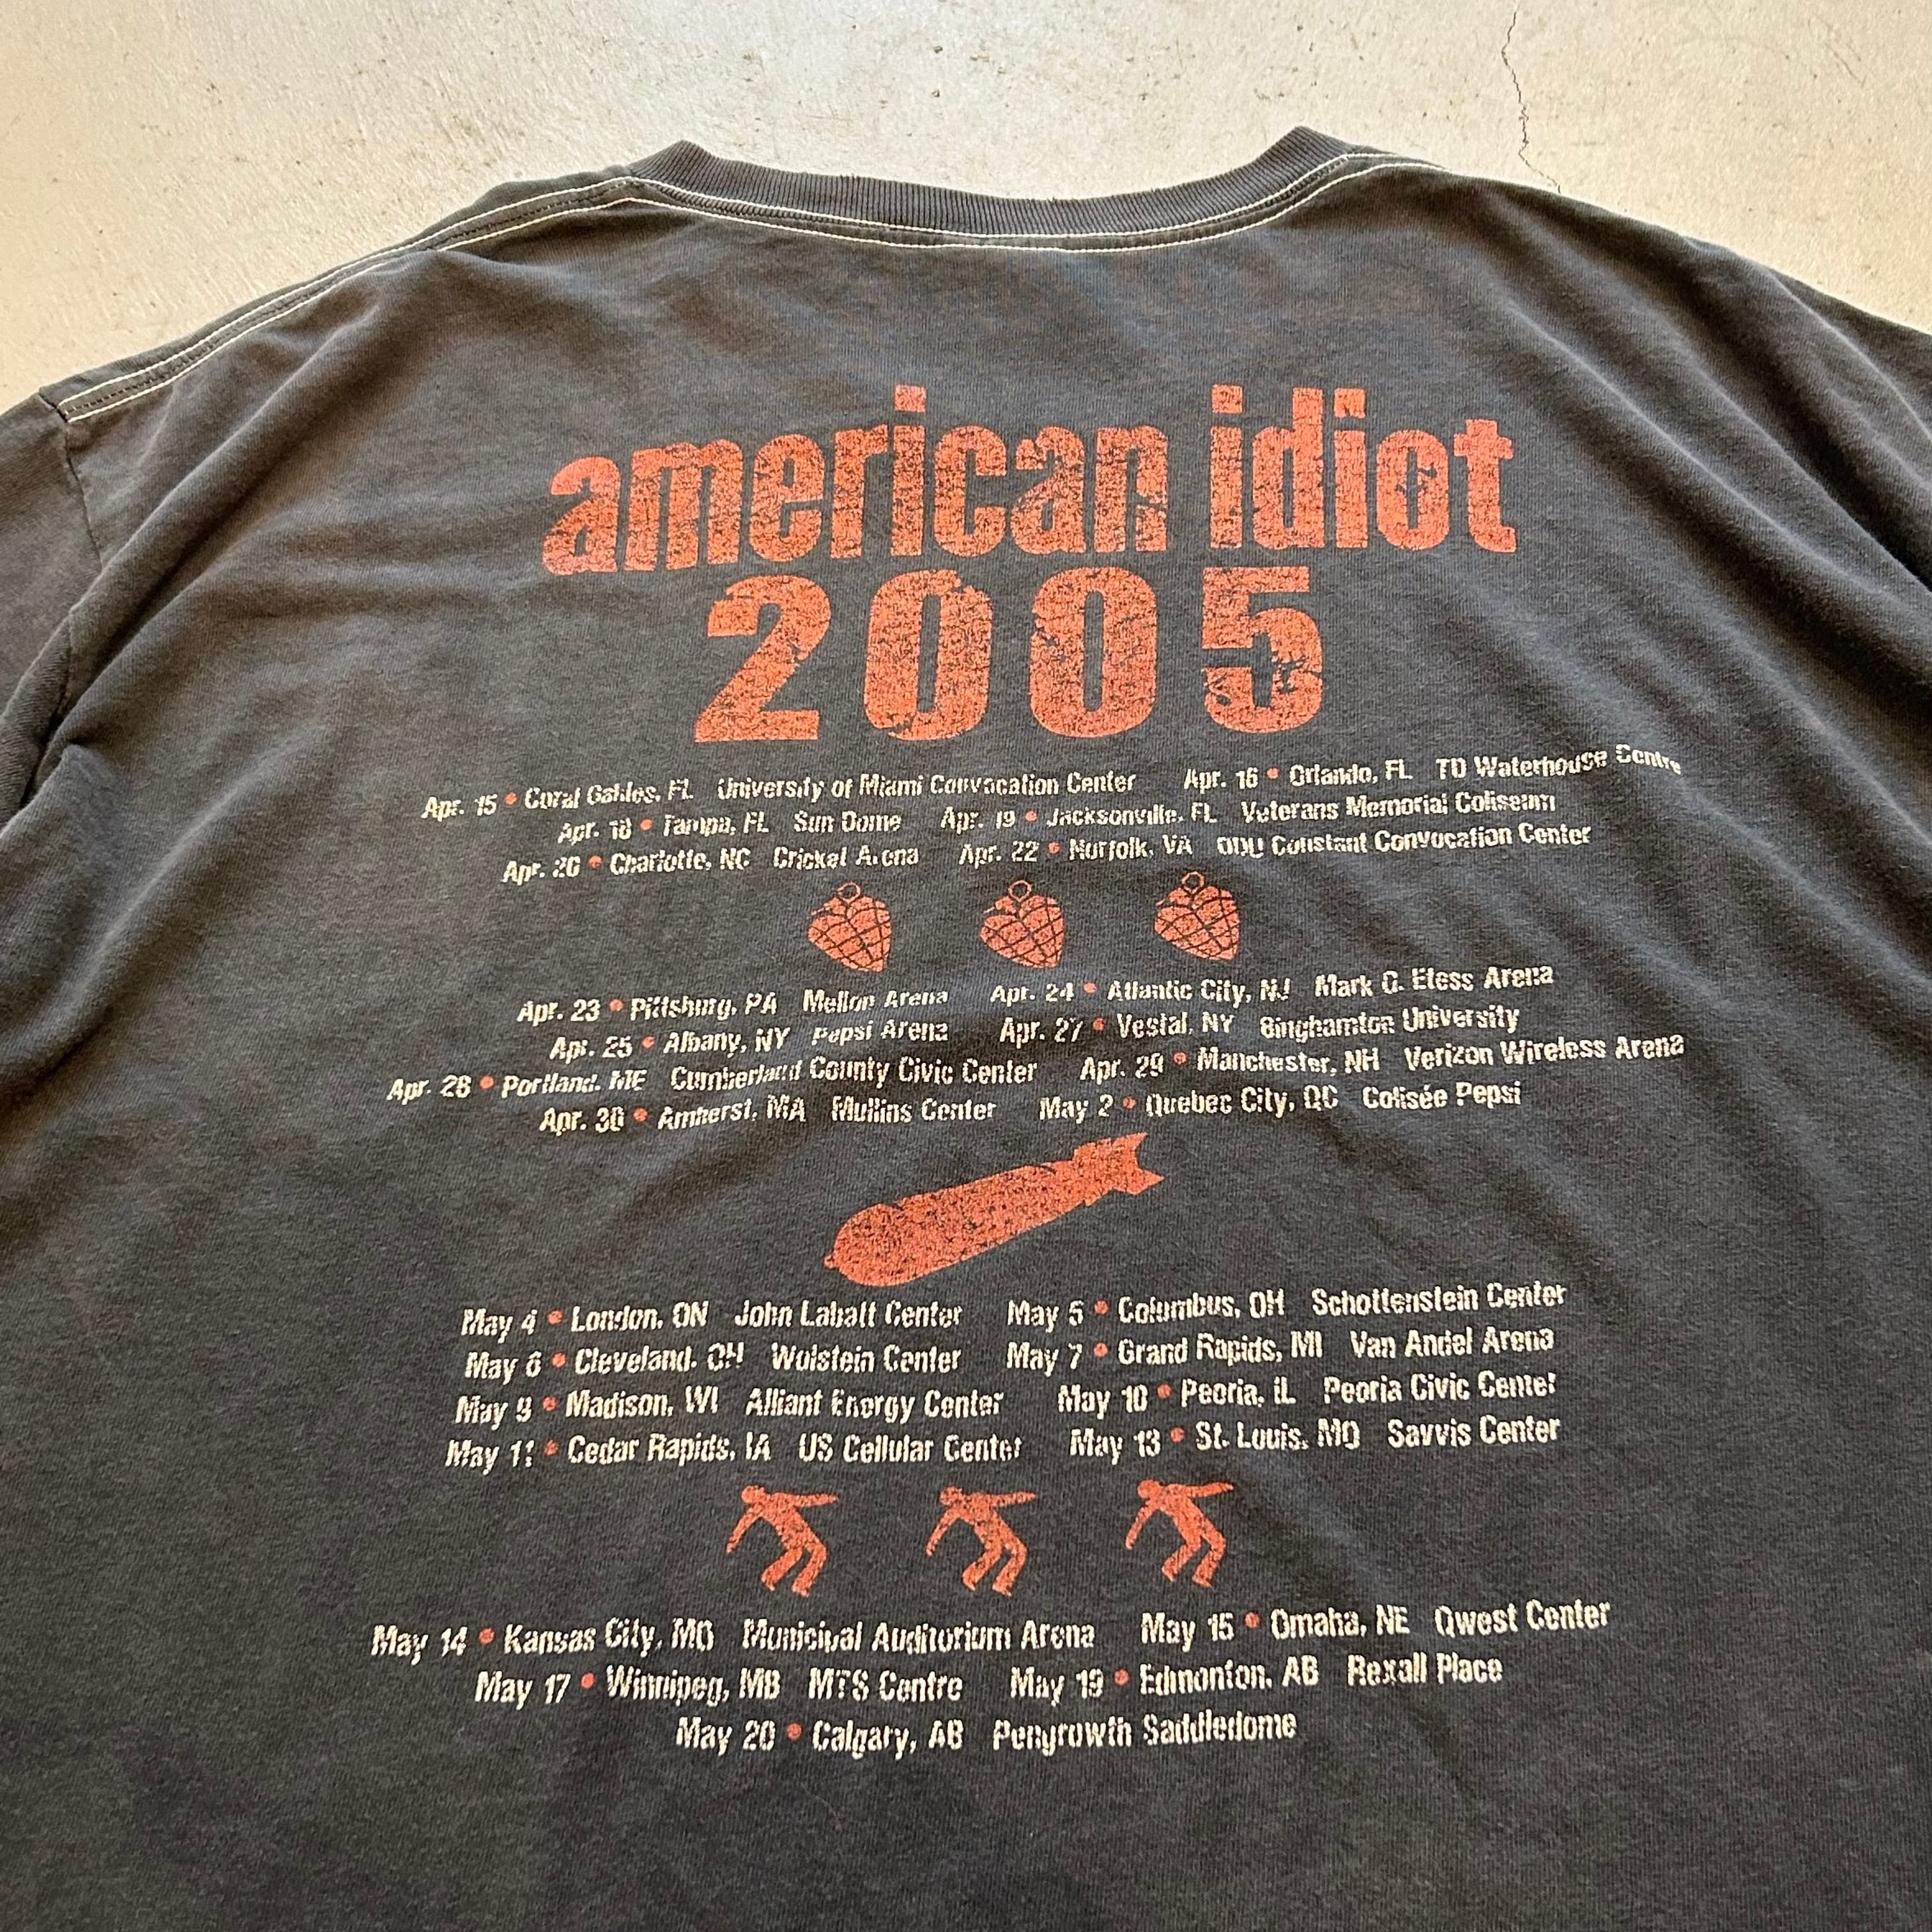 american idiot
2005
Apr. 15 • Coral Gables, FL University of Miami Convocation Center Apr. 16 • Orlando, FL TD Waterhouse Centre
Apr. 18 • Tampa, FL Sun Dome Apr. 19 • Jacksonville, FL Veterans Memorial Coliseum
Apr. 20 • Charlotte, NC Cricket Arena Apr. 22 • Norfolk, VA ODU Constant Convocation Center
Apr. 23 • Pittsburg, PA Mellon Arena Apr. 24 • Atlantic City, NJ Mark G. Etess Arena
Apr. 25 • Albany, NY Pepsi Arena Apr. 27 • Vestal, NY Binghamton University
Apr. 28 • Portland, ME Cumberland County Civic Center Apr. 29 • Manchester, NH Verizon Wireless Arena
Apr. 30 • Amherst, MA Mullins Center May 2 • Quebec City, QC Colisée Pepsi
May 4 • London, ON John Labatt Center May 5 • Columbus, OH Schottenstein Center
May 6 • Cleveland, OH Wolstein Center May 7 • Grand Rapids, MI Van Andel Arena
May 9 • Madison, WI Alliant Energy Center May 10 • Peoria, IL Peoria Civic Center
May 11 • Cedar Rapids, IA US Cellular Center May 13 • St. Louis, MO Savvis Center
May 14 • Kansas City, MO Municipal Auditorium Arena May 15 • Omaha, NE Qwest Center
May 17 • Winnipeg, MB MTS Centre May 19 • Edmonton, AB Rexall Place
May 20 • Calgary, AB Pengrowth Saddledome